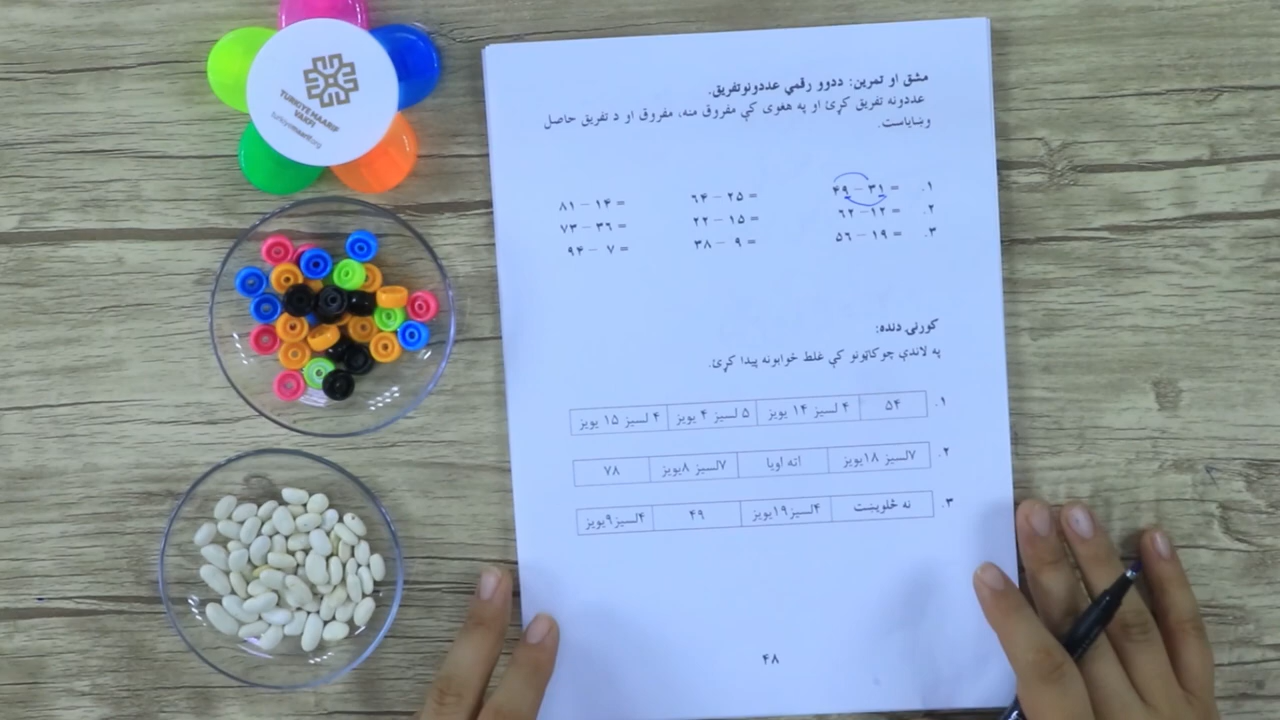 TURKIYE MAARIF
VAKFI
turkiyemaarif.org
مشق او تمرین: ددوو رقمي عددونوتفریق.
عددونه تفریق کړئ او په هغوی کې مفروق منه، مفروق او د تفریق حاصل
وښایاست.
۱. ۴۹ – ۳۱ = ۶۴ – ۲۵ = ۸۱ – ۱۴ =
۲. ۶۲ – ۱۲ = ۲۲ – ۱۵ = ۷۳ – ۳۶ =
۳. ۵۶ – ۱۹ = ۳۸ – ۹ = ۹۴ – ۷ =
کورنۍ دنده:
په لاندې چوکاټونو کې غلط ځوابونه پیدا کړئ.
۱. ۵۴ ۴ لسیز ۱۴ یویز ۵ لسیز ۴ یویز ۴ لسیز ۱۵ یویز
۲. ۷لسیز ۱۸یویز اته اویا ۷لسیز ۸یویز ۷۸
۳. نه څلویښت ۴لسیز۱۹یویز ۴۹ ۴لسیز۹یویز
۴۸